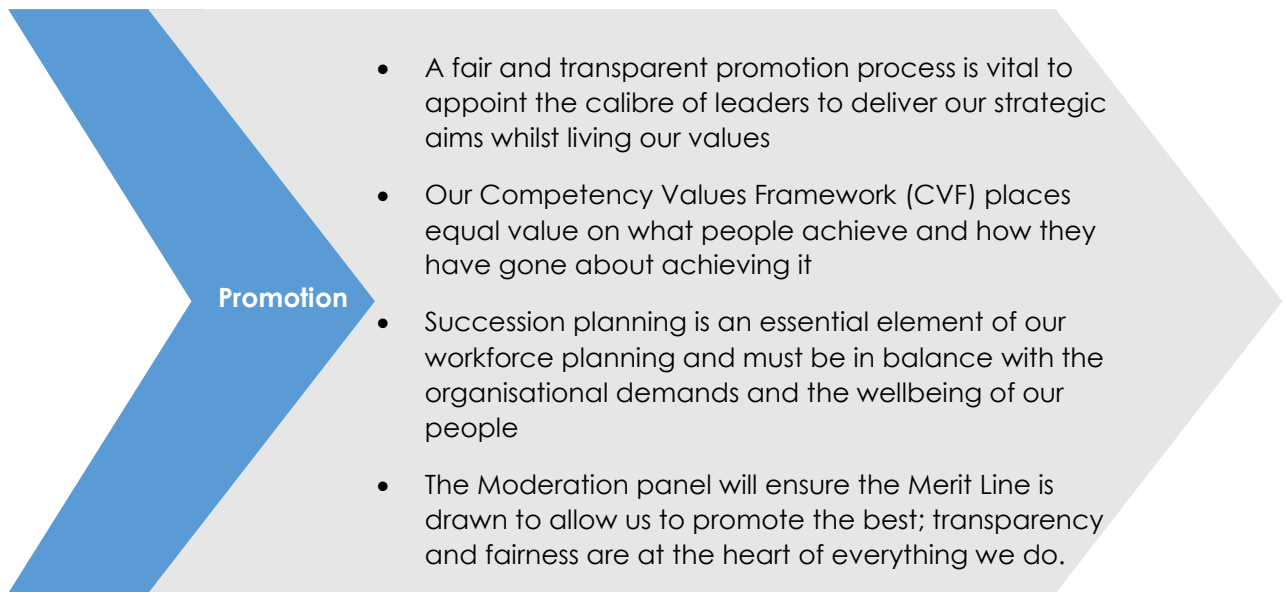 Promotion
• A fair and transparent promotion process is vital to
appoint the calibre of leaders to deliver our strategic
aims whilst living our values
• Our Competency Values Framework (CVF) places
equal value on what people achieve and how they
have gone about achieving it
• Succession planning is an essential element of our
workforce planning and must be in balance with the
organisational demands and the wellbeing of our
people
• The Moderation panel will ensure the Merit Line is
drawn to allow us to promote the best; transparency
and fairness are at the heart of everything we do.